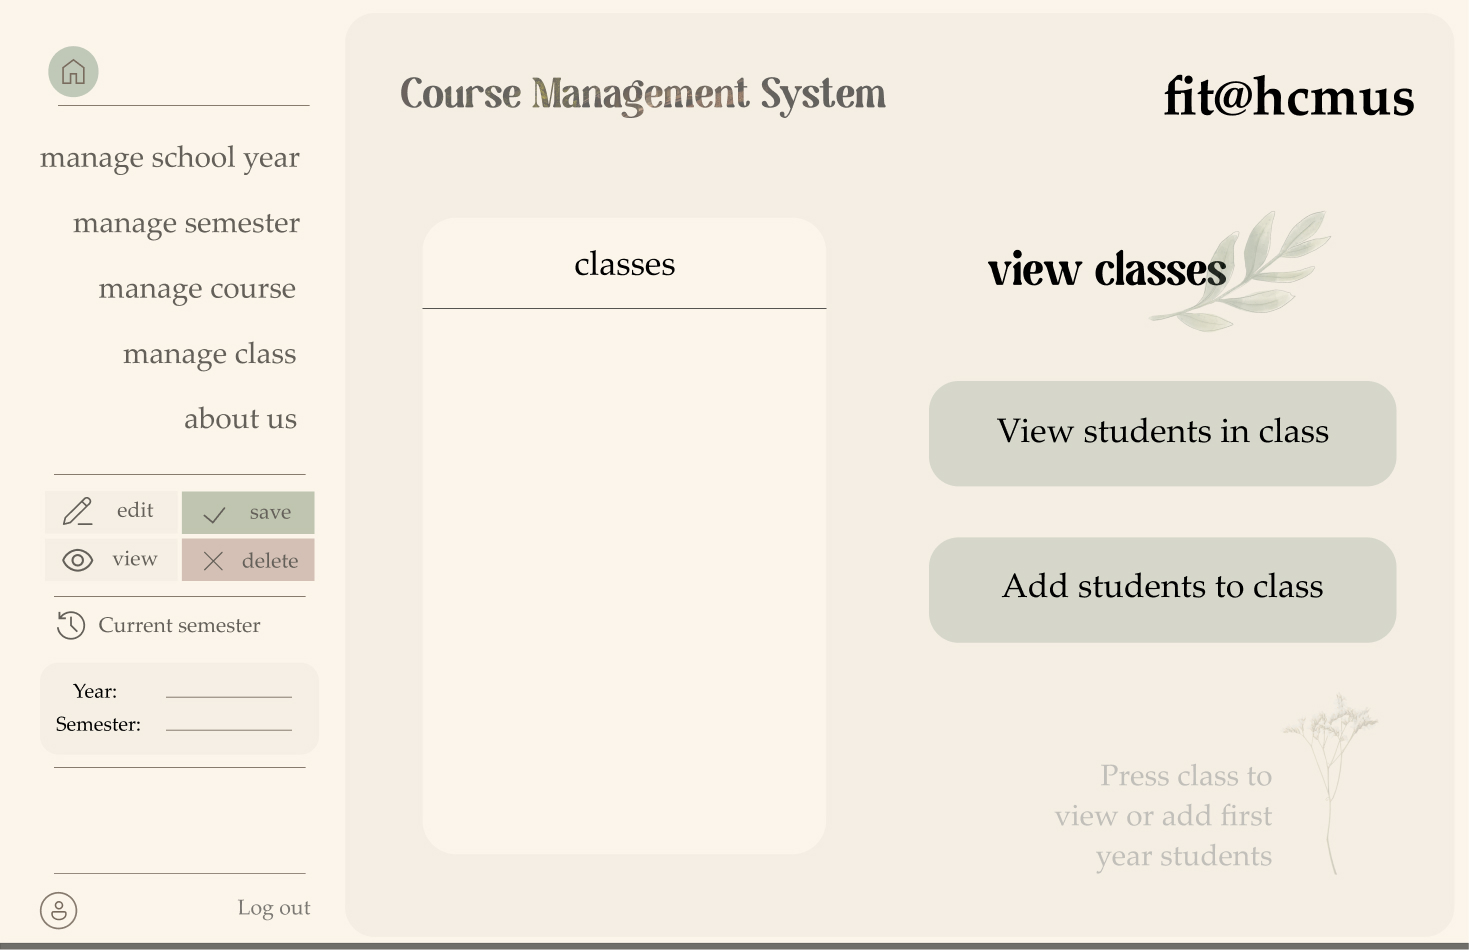 Course Management System
fit@hcmus
manage school year
manage semester
manage course
manage class
about us
edit
save
view
delete
Current semester
Year:
Semester:
Log out
classes
view classes
View students in class
Add students to class
Press class to
view or add first
year students